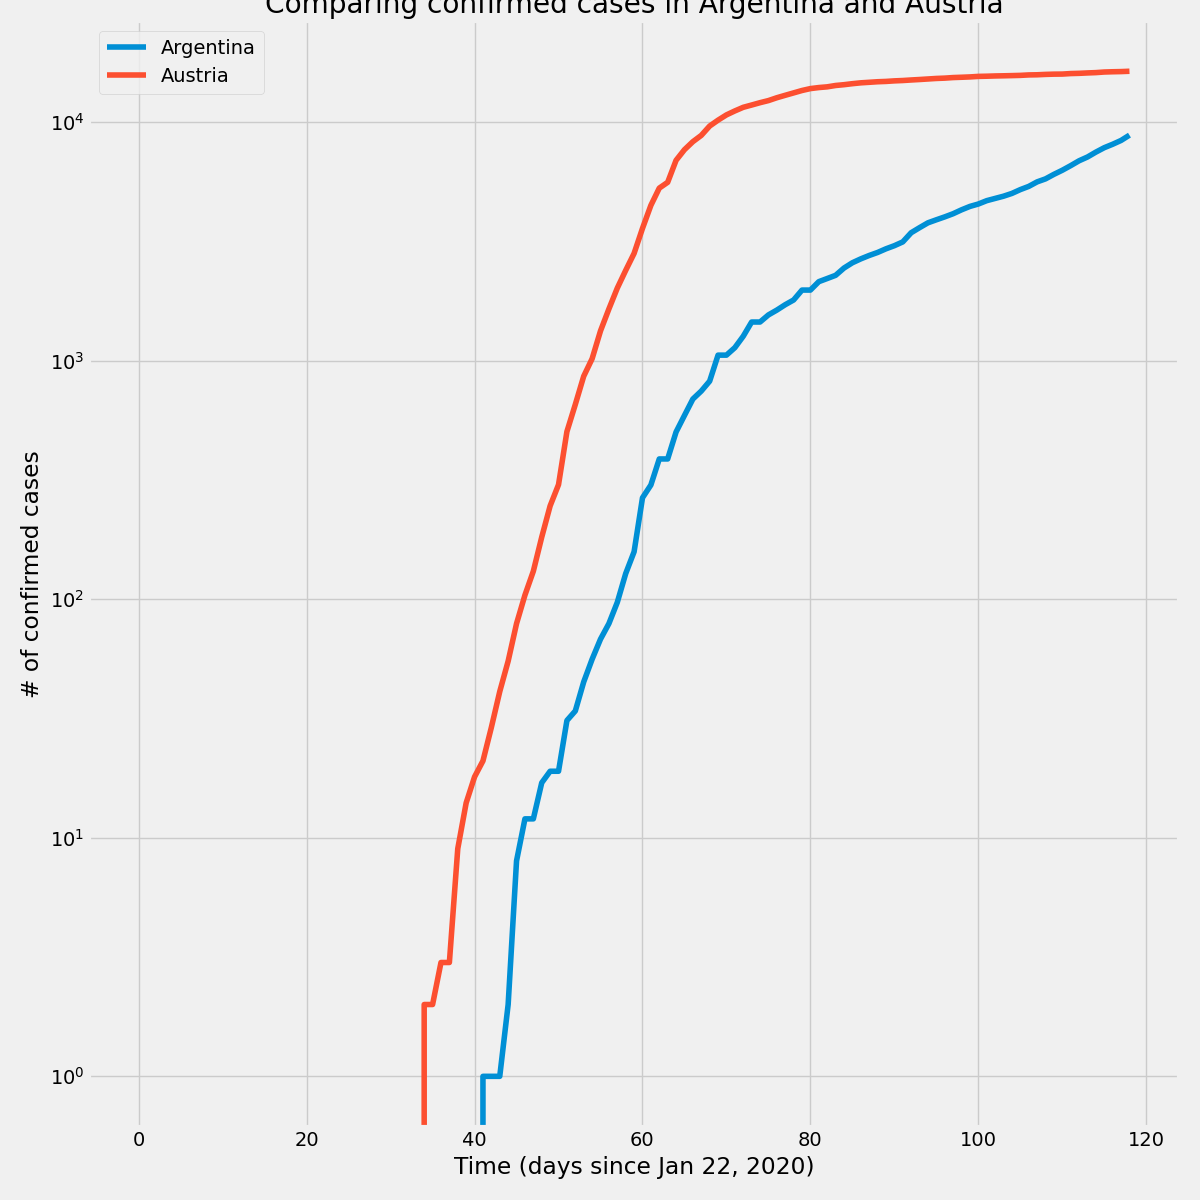 Comparing confirmed cases in Argentina and Austria
Argentina
Austria
10⁴
10³
10²
10¹
10⁰
# of confirmed cases
0 20 40 60 80 100 120
Time (days since Jan 22, 2020)